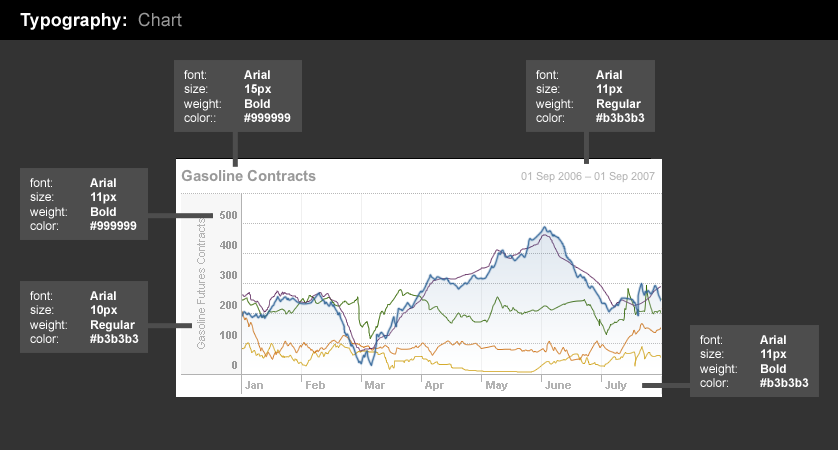 Typography: Chart
font: Arial
size: 15px
weight: Bold
color:: #999999
font: Arial
size: 11px
weight: Regular
color: #b3b3b3
font: Arial
size: 11px
weight: Bold
color: #999999
font: Arial
size: 10px
weight: Regular
color: #b3b3b3
Gasoline Contracts
01 Sep 2006 – 01 Sep 2007
Gasoline Futures Contracts
500
400
300
200
100
0
Jan Feb Mar Apr May June July
font: Arial
size: 11px
weight: Bold
color: #b3b3b3